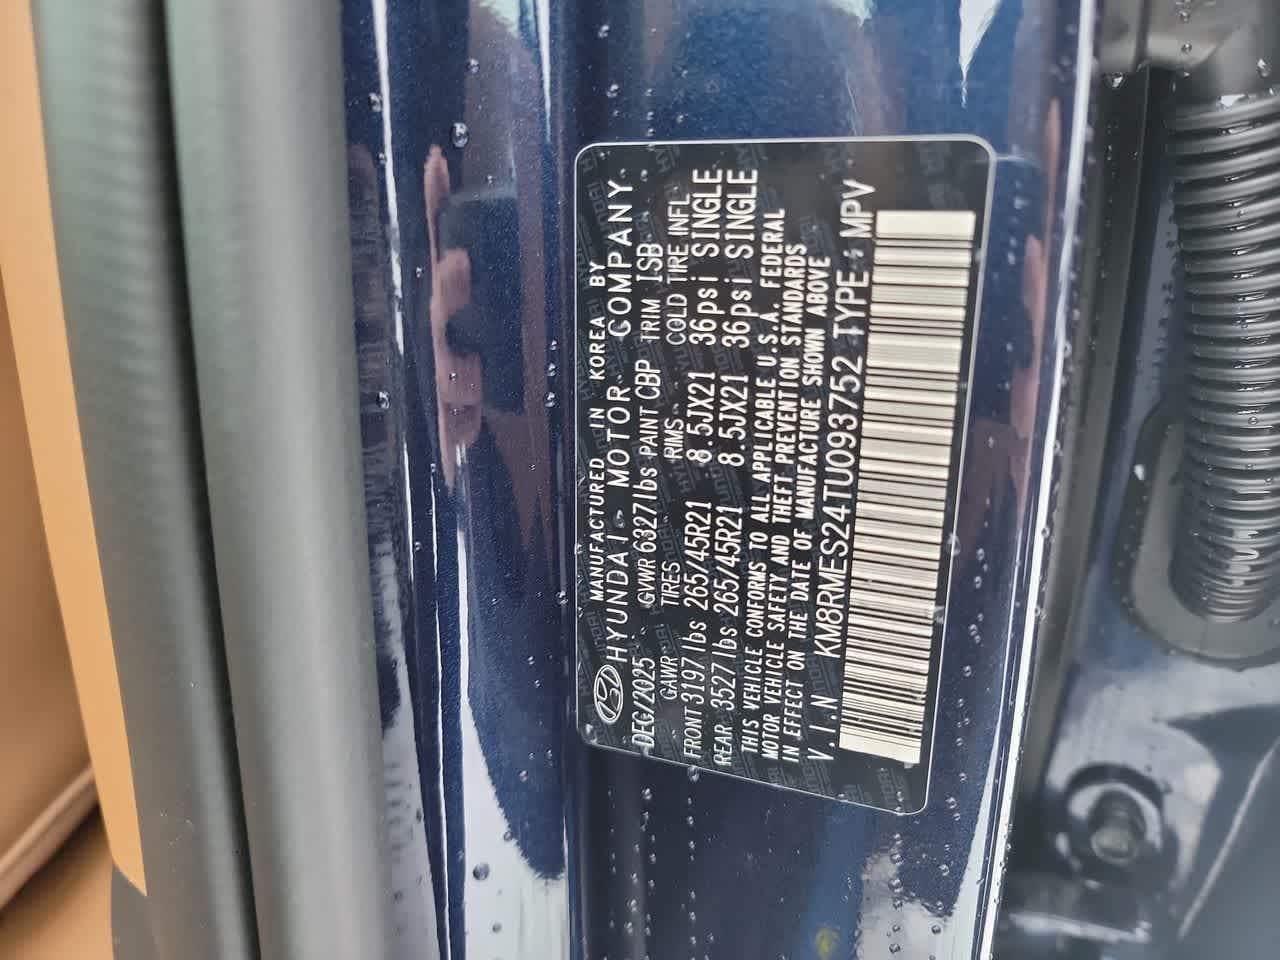 MANUFACTURED IN KOREA BY
HYUNDAI MOTOR COMPANY
DEC/2025 GVWR 6327lbs PAINT CBP TRIM ISB
GAWR TIRES RIMS COLD TIRE INFL
FRONT 3197lbs 265/45R21 8.5JX21 36psi SINGLE
REAR 3527lbs 265/45R21 8.5JX21 36psi SINGLE
THIS VEHICLE CONFORMS TO ALL APPLICABLE U.S.A. FEDERAL
MOTOR VEHICLE SAFETY AND THEFT PREVENTION STANDARDS
IN EFFECT ON THE DATE OF MANUFACTURE SHOWN ABOVE
V.I.N KM8RMES24TU093752 TYPE : MPV